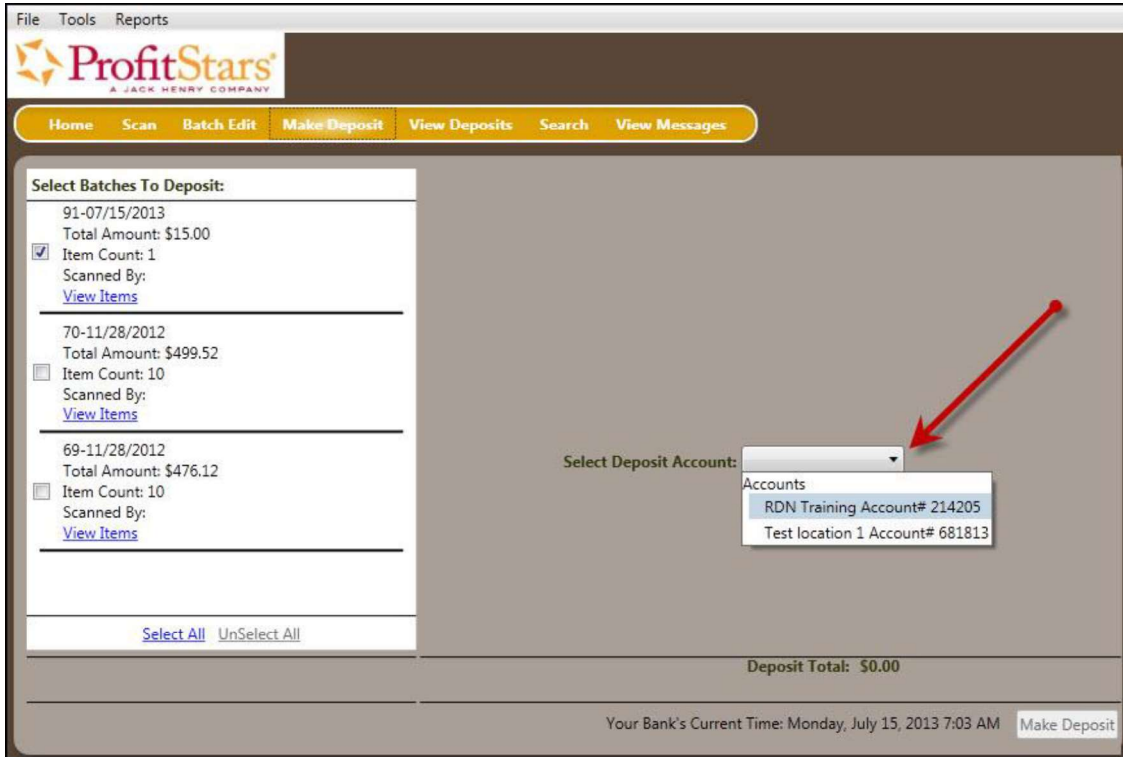 File Tools Reports
ProfitStars®
A JACK HENRY COMPANY
Home Scan Batch Edit Make Deposit View Deposits Search View Messages
Select Batches To Deposit:
91-07/15/2013
Total Amount: $15.00
Item Count: 1
Scanned By:
View Items
70-11/28/2012
Total Amount: $499.52
Item Count: 10
Scanned By:
View Items
69-11/28/2012
Total Amount: $476.12
Item Count: 10
Scanned By:
View Items
Select All UnSelect All
Select Deposit Account:
Accounts
RDN Training Account# 214205
Test location 1 Account# 681813
Deposit Total: $0.00
Your Bank's Current Time: Monday, July 15, 2013 7:03 AM Make Deposit